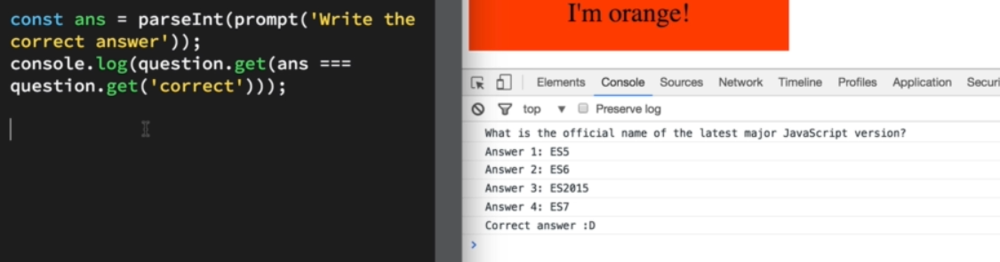 const ans = parseInt(prompt('Write the
correct answer'));
console.log(question.get(ans ===
question.get('correct')));
I'm orange!
Elements Console Sources Network Timeline Profiles Application Securi
top Preserve log
What is the official name of the latest major JavaScript version?
Answer 1: ES5
Answer 2: ES6
Answer 3: ES2015
Answer 4: ES7
Correct answer :D